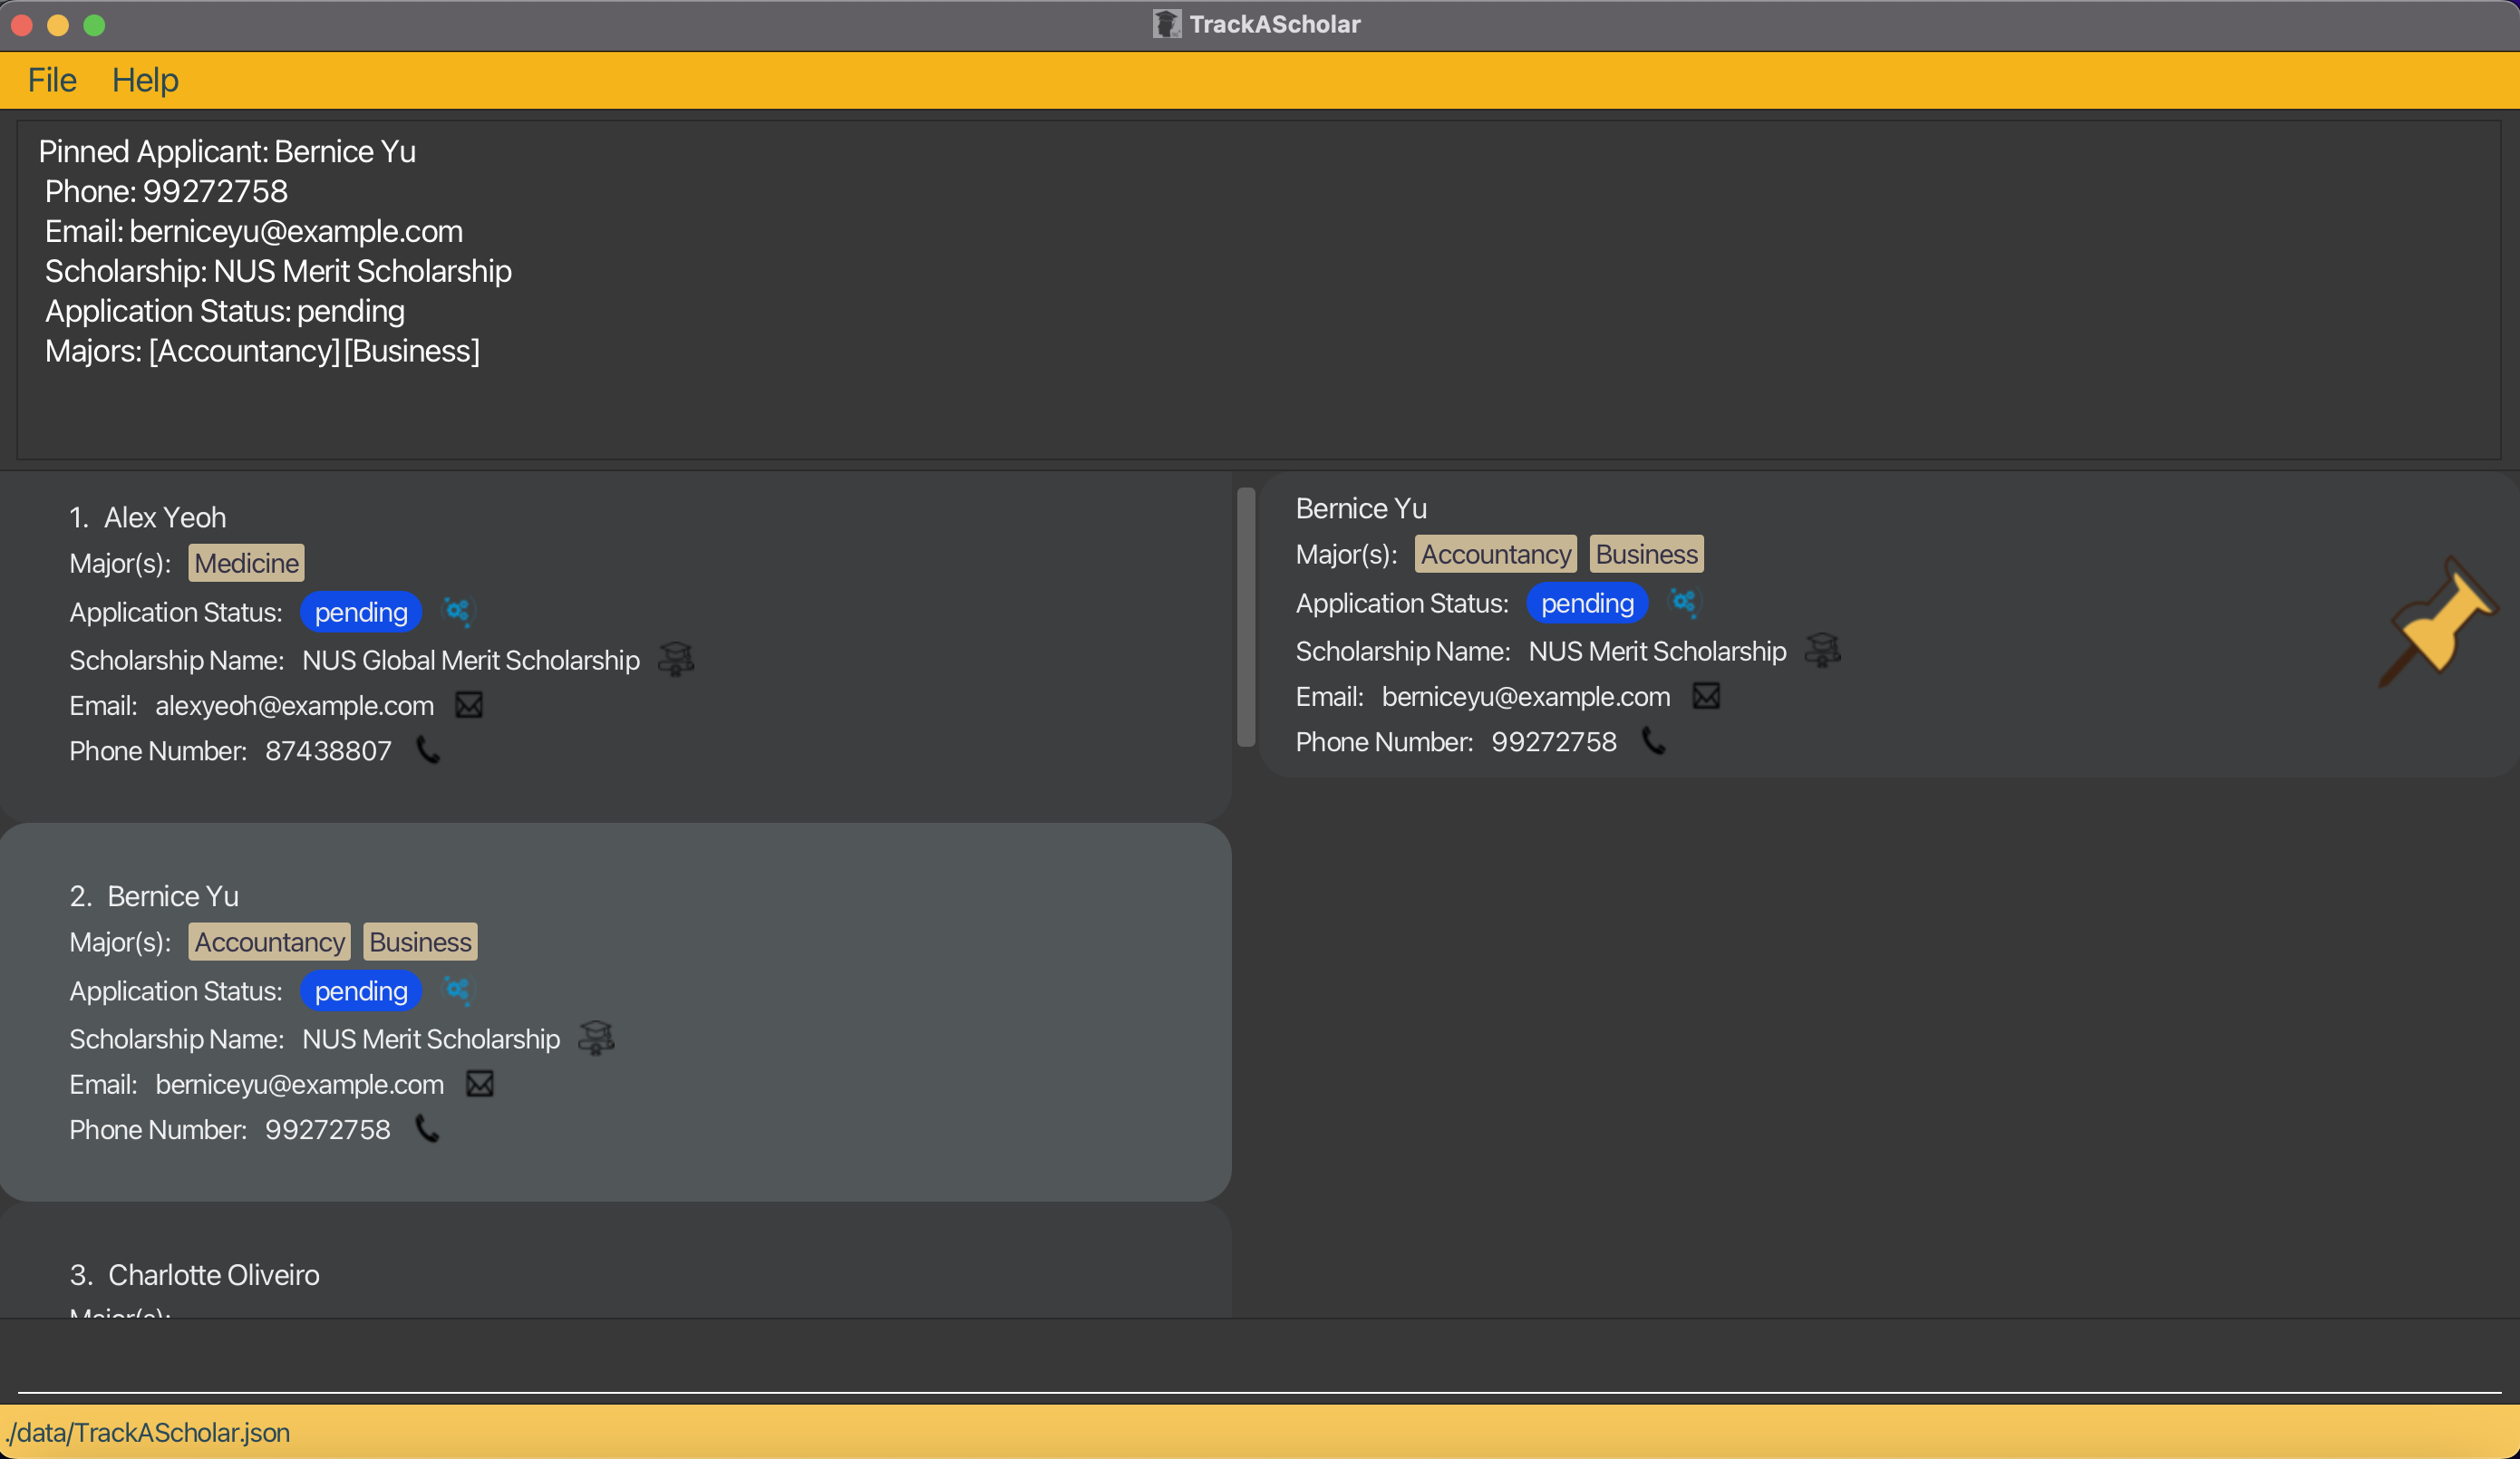 TrackAScholar
File Help
Pinned Applicant: Bernice Yu
Phone: 99272758
Email: berniceyu@example.com
Scholarship: NUS Merit Scholarship
Application Status: pending
Majors: [Accountancy][Business]
1. Alex Yeoh
Major(s): Medicine
Application Status: pending
Scholarship Name: NUS Global Merit Scholarship
Email: alexyeoh@example.com
Phone Number: 87438807
2. Bernice Yu
Major(s): Accountancy Business
Application Status: pending
Scholarship Name: NUS Merit Scholarship
Email: berniceyu@example.com
Phone Number: 99272758
3. Charlotte Oliveiro
Major(s):
Bernice Yu
Major(s): Accountancy Business
Application Status: pending
Scholarship Name: NUS Merit Scholarship
Email: berniceyu@example.com
Phone Number: 99272758
./data/TrackAScholar.json